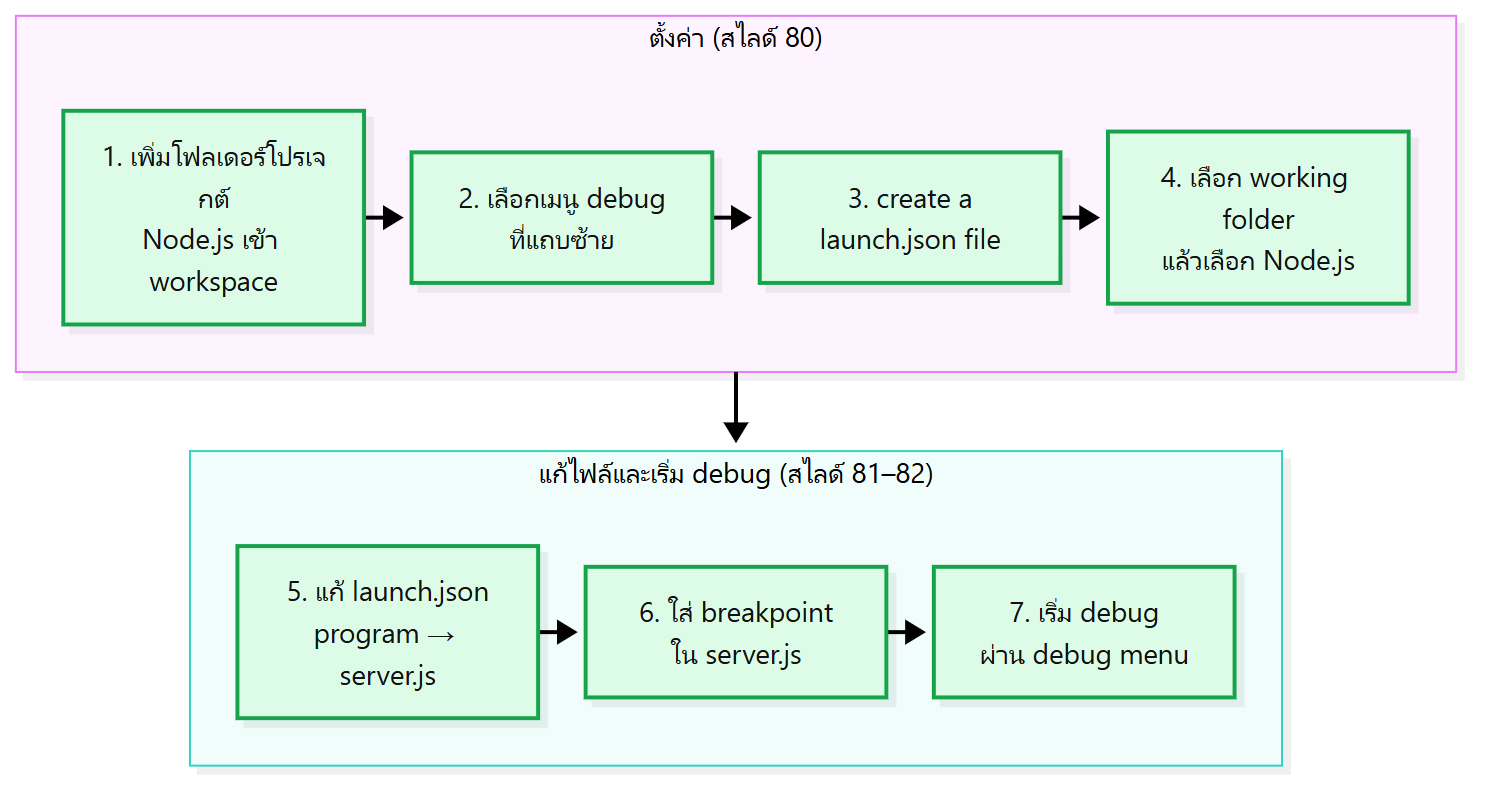 ตั้งค่า (สไลด์ 80)
1. เพิ่มโฟลเดอร์โปรเจ
กต์
Node.js เข้า
workspace
2. เลือกเมนู debug
ที่แถบซ้าย
3. create a
launch.json file
4. เลือก working
folder
แล้วเลือก Node.js
แก้ไฟล์และเริ่ม debug (สไลด์ 81–82)
5. แก้ launch.json
program →
server.js
6. ใส่ breakpoint
ใน server.js
7. เริ่ม debug
ผ่าน debug menu